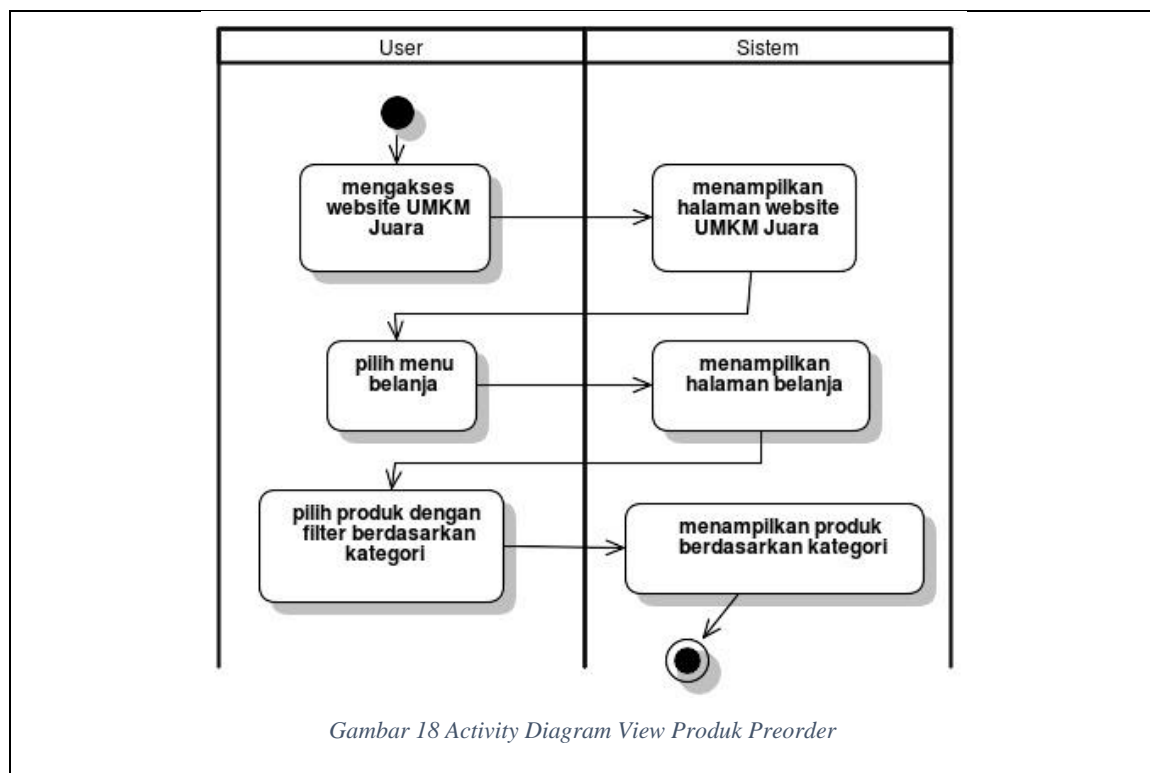 User
Sistem
mengakses
website UMKM
Juara
menampilkan
halaman website
UMKM Juara
pilih menu
belanja
menampilkan
halaman belanja
pilih produk dengan
filter berdasarkan
kategori
menampilkan produk
berdasarkan kategori
Gambar 18 Activity Diagram View Produk Preorder